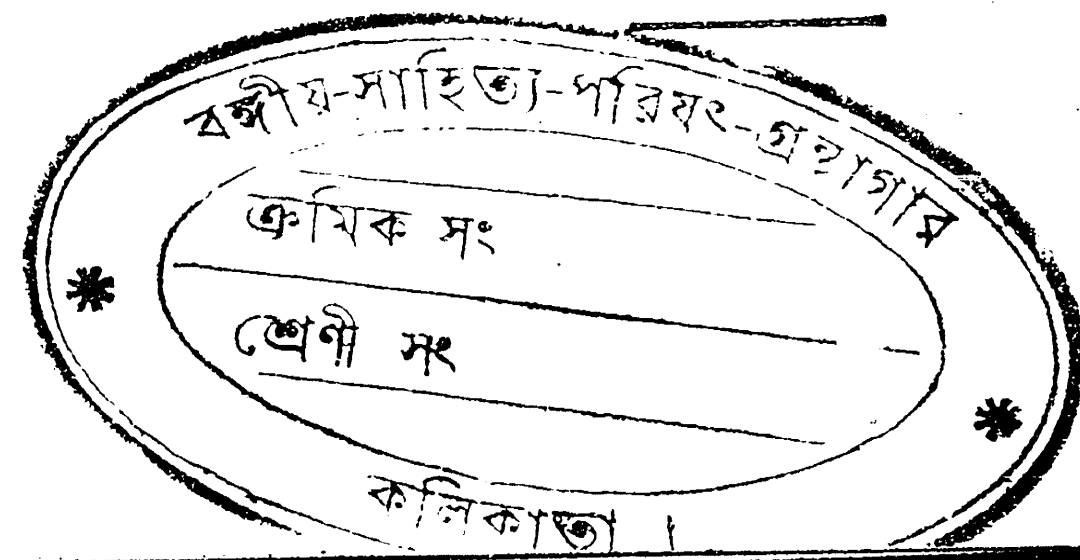 বঙ্গীয়-সাহিত্য-পরিষৎ-গ্রন্থাগার
ক্রমিক সং
শ্রেণী সং
কলিকাতা ।